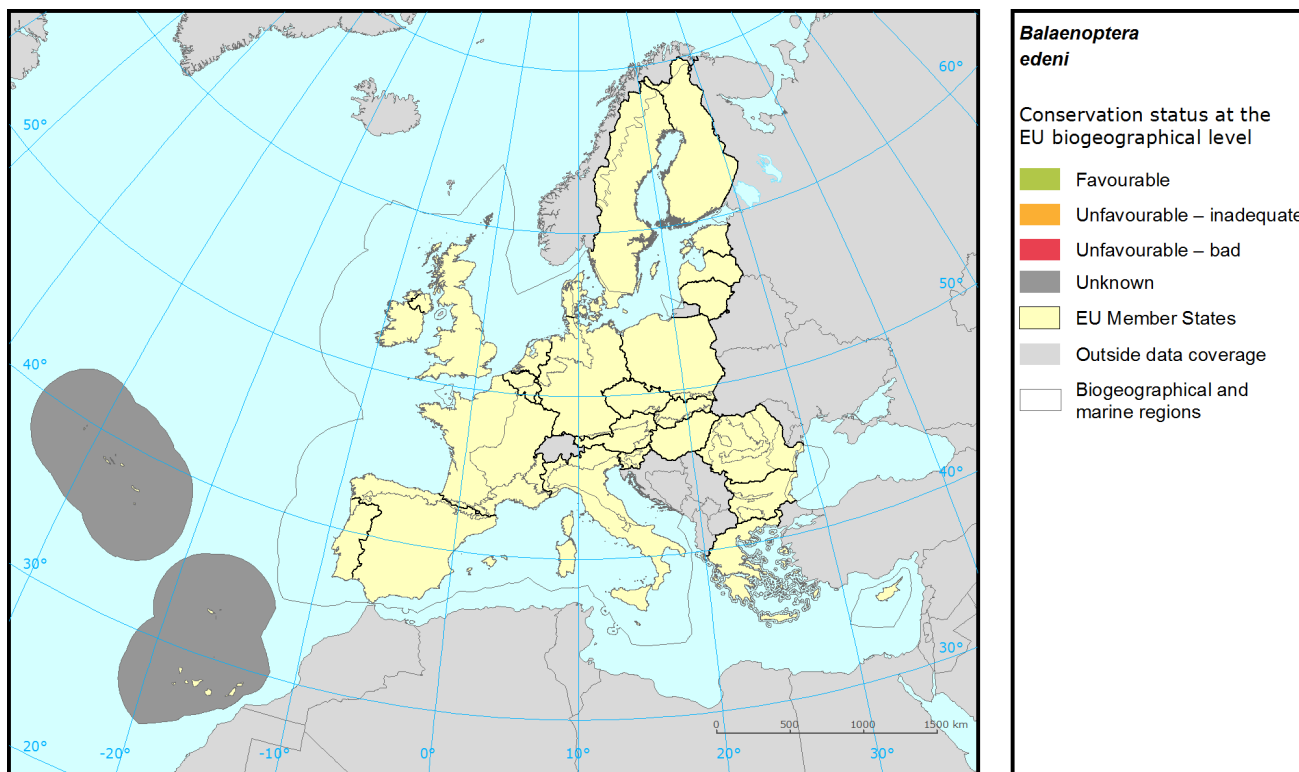 50°
40°
30°
20°
-20°
-10°
0°
10°
20°
30°
60°
50°
40°
30°
0 500 1000 1500 km
Balaenoptera
edeni
Conservation status at the
EU biogeographical level
Favourable
Unfavourable – inadequate
Unfavourable – bad
Unknown
EU Member States
Outside data coverage
Biogeographical and
marine regions